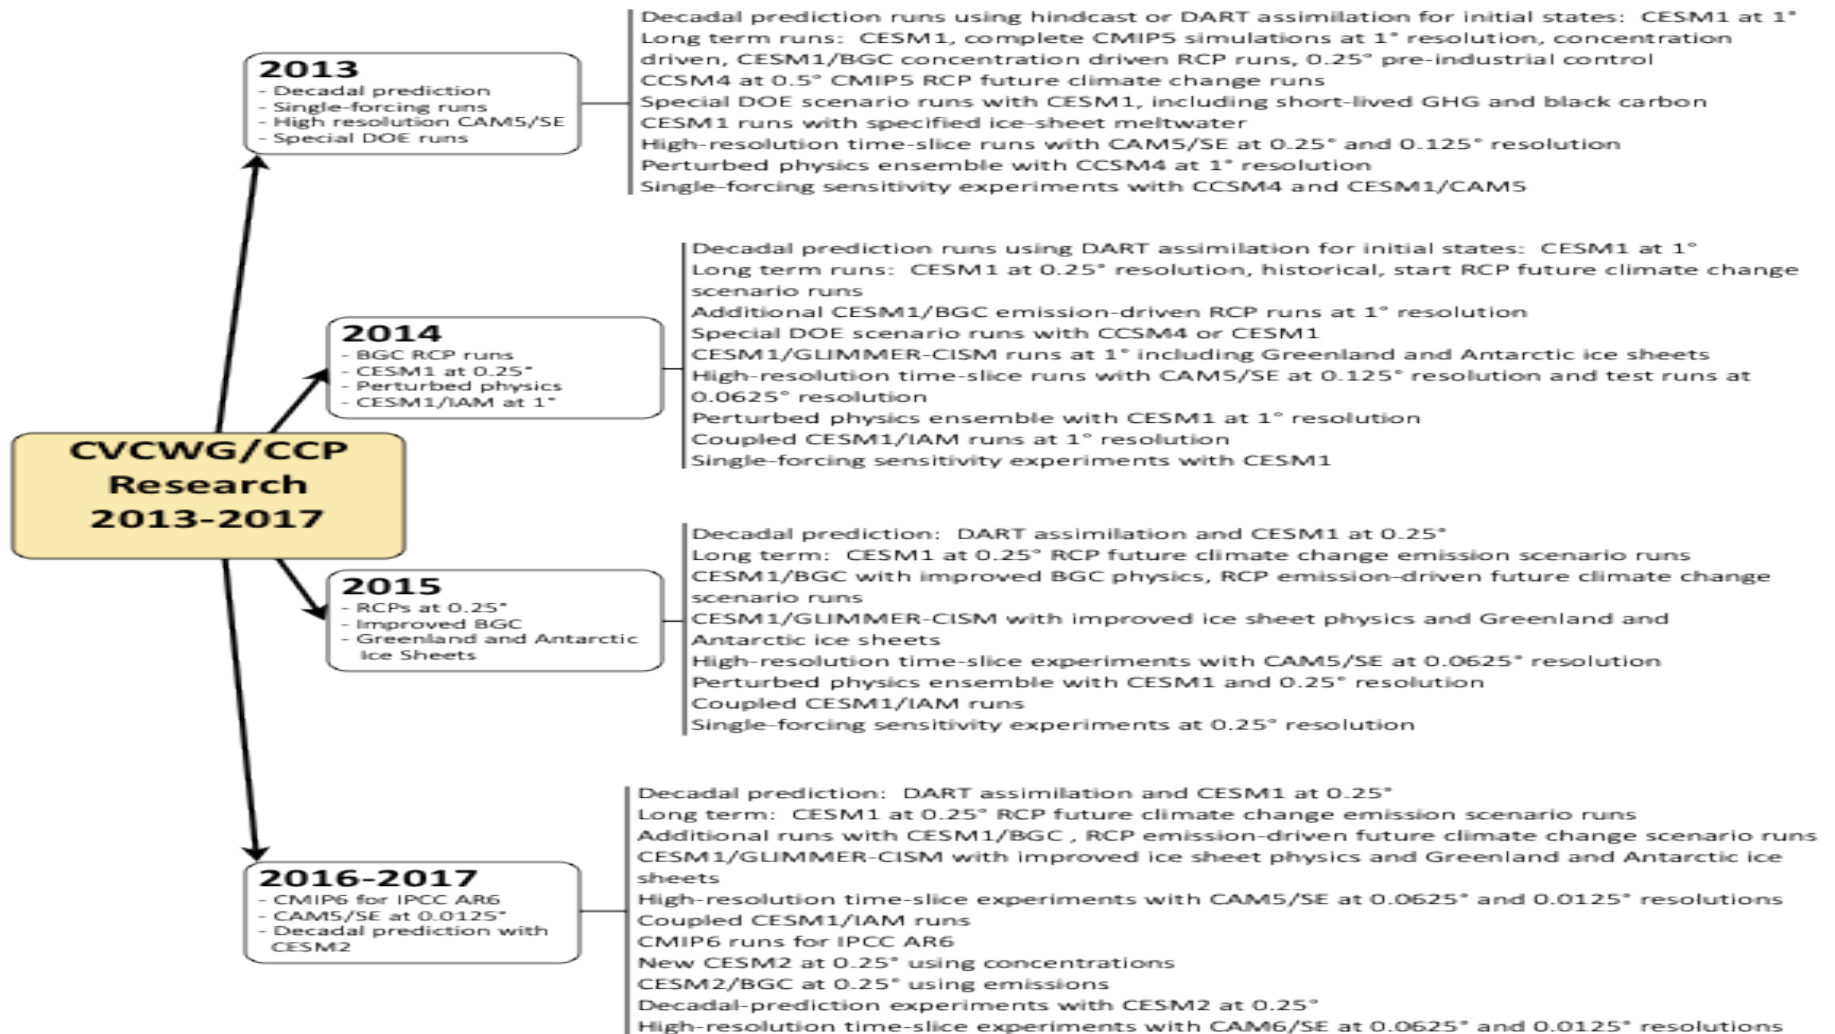 2013
- Decadal prediction
- Single-forcing runs
- High resolution CAM5/SE
- Special DOE runs
Decadal prediction runs using hindcast or DART assimilation for initial states:  CESM1 at 1°
Long term runs:  CESM1, complete CMIP5 simulations at 1° resolution, concentration
driven, CESM1/BGC concentration driven RCP runs, 0.25° pre-industrial control
CCSM4 at 0.5° CMIP5 RCP future climate change runs
Special DOE scenario runs with CESM1, including short-lived GHG and black carbon
CESM1 runs with specified ice-sheet meltwater
High-resolution time-slice runs with CAM5/SE at 0.25° and 0.125° resolution
Perturbed physics ensemble with CCSM4 at 1° resolution
Single-forcing sensitivity experiments with CCSM4 and CESM1/CAM5
2014
- BGC RCP runs
- CESM1 at 0.25°
- Perturbed physics
- CESM1/IAM at 1°
Decadal prediction runs using DART assimilation for initial states:  CESM1 at 1°
Long term runs:  CESM1 at 0.25° resolution, historical, start RCP future climate change
scenario runs
Additional CESM1/BGC emission-driven RCP runs at 1° resolution
Special DOE scenario runs with CCSM4 or CESM1
CESM1/GLIMMER-CISM runs at 1° including Greenland and Antarctic ice sheets
High-resolution time-slice runs with CAM5/SE at 0.125° resolution and test runs at
0.0625° resolution
Perturbed physics ensemble with CESM1 at 1° resolution
Coupled CESM1/IAM runs at 1° resolution
Single-forcing sensitivity experiments with CESM1
CVCWG/CCP
Research
2013-2017
2015
- RCPs at 0.25°
- Improved BGC
- Greenland and Antarctic
Ice Sheets
Decadal prediction:  DART assimilation and CESM1 at 0.25°
Long term:  CESM1 at 0.25° RCP future climate change emission scenario runs
CESM1/BGC with improved BGC physics, RCP emission-driven future climate change
scenario runs
CESM1/GLIMMER-CISM with improved ice sheet physics and Greenland and
Antarctic ice sheets
High-resolution time-slice experiments with CAM5/SE at 0.0625° resolution
Perturbed physics ensemble with CESM1 and 0.25° resolution
Coupled CESM1/IAM runs
Single-forcing sensitivity experiments at 0.25° resolution
2016-2017
- CMIP6 for IPCC AR6
- CAM5/SE at 0.0125°
- Decadal prediction with
CESM2
Decadal prediction:  DART assimilation and CESM1 at 0.25°
Long term:  CESM1 at 0.25° RCP future climate change emission scenario runs
Additional runs with CESM1/BGC , RCP emission-driven future climate change scenario runs
CESM1/GLIMMER-CISM with improved ice sheet physics and Greenland and Antarctic ice
sheets
High-resolution time-slice experiments with CAM5/SE at 0.0625° and 0.0125° resolutions
Coupled CESM1/IAM runs
CMIP6 runs for IPCC AR6
New CESM2 at 0.25° using concentrations
CESM2/BGC at 0.25° using emissions
Decadal-prediction experiments with CESM2 at 0.25°
High-resolution time-slice experiments with CAM6/SE at 0.0625° and 0.0125° resolutions